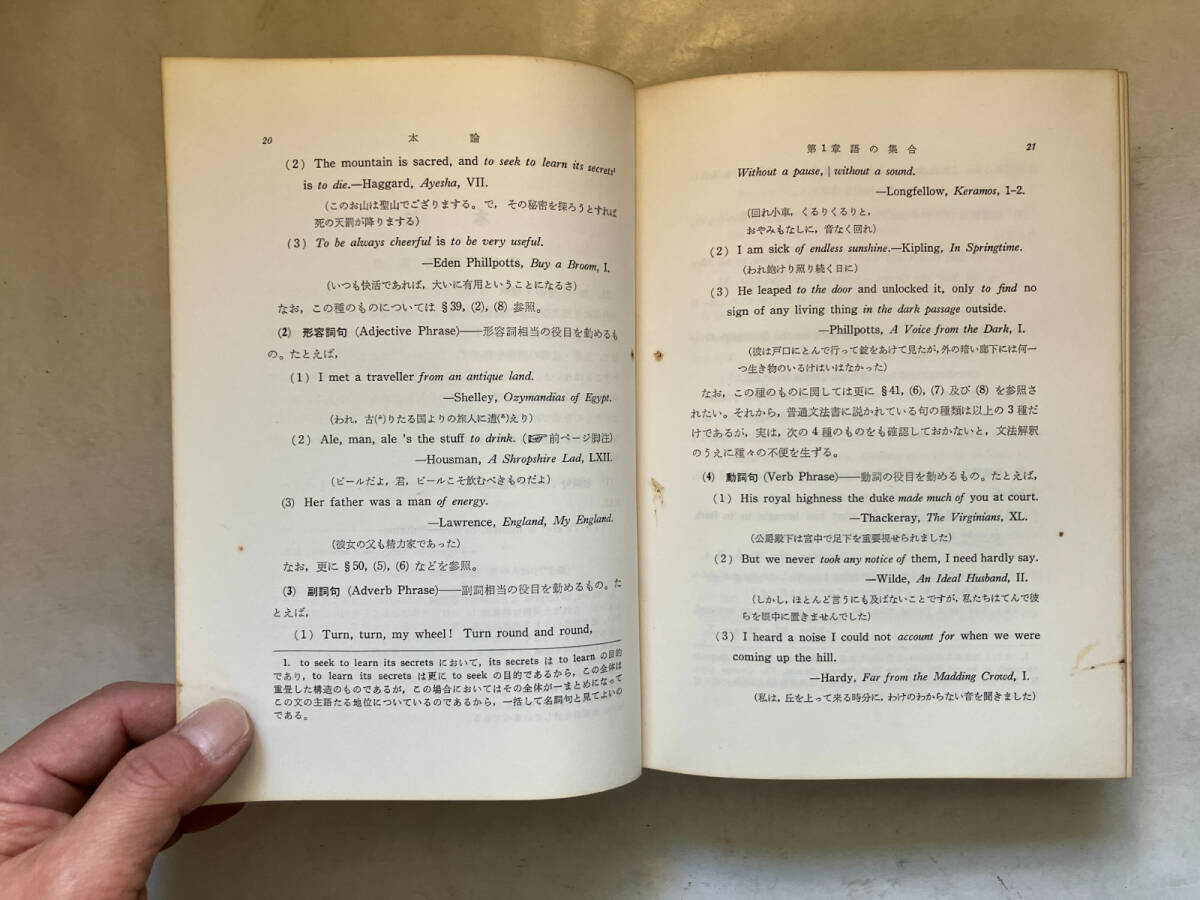 20
本 論
(2) The mountain is sacred, and to seek to learn its secrets¹
is to die.—Haggard, Ayesha, VII.
(このお山は聖山でござりまする。で，その秘密を探ろうとすれば
死の天罰が降りまする)
(3) To be always cheerful is to be very useful.
—Eden Phillpotts, Buy a Broom, I.
(いつも快活であれば，大いに有用ということになるさ)
なお，この種のものについては §39, (2), (8) 参照。
(2) 形容詞句 (Adjective Phrase)——形容詞相当の役目を勤めるも
の。たとえば，
(1) I met a traveller from an antique land.
—Shelley, Ozymandias of Egypt.
(われ，古(ふ)りたる国よりの旅人に遭(あ)えり)
(2) Ale, man, ale 's the stuff to drink. (☞前ページ脚注)
—Housman, A Shropshire Lad, LXII.
(ビールだよ，君，ビールこそ飲むべきものだよ)
(3) Her father was a man of energy.
—Lawrence, England, My England.
(彼女の父も精力家であった)
なお，更に §50, (5), (6) などを参照。
(3) 副詞句 (Adverb Phrase)——副詞相当の役目を勤めるもの。た
とえば，
(1) Turn, turn, my wheel! Turn round and round,
1. to seek to learn its secrets において，its secrets は to learn の目的
であり，to learn its secrets は更に to seek の目的であるから，この全体は
重畳した構造のものであるが，この場合においてはその全体が一まとめになって
この文の主語たる地位についているのであるから，一括して名詞句と見てよいの
である。
第1章 語の集合
21
Without a pause, | without a sound.
—Longfellow, Keramos, 1–2.
(回れ小車，くるりくるりと，
おやみもなしに，音なく回れ)
(2) I am sick of endless sunshine.—Kipling, In Springtime.
(われ飽けり照り続く日に)
(3) He leaped to the door and unlocked it, only to find no
sign of any living thing in the dark passage outside.
—Phillpotts, A Voice from the Dark, I.
(彼は戸口にとんで行って錠をあけて見たが，外の暗い廊下には何一
つ生き物のいるけはいはなかった)
なお，この種のものに関しては更に §41, (6), (7) 及び (8) を参照さ
れたい。それから，普通文法書に説かれている句の種類は以上の 3 種だ
けであるが，実は，次の 4 種のものをも確認しておかないと，文法解釈
のうえに種々の不便を生ずる。
(4) 動詞句 (Verb Phrase)——動詞の役目を勤めるもの。たとえば，
(1) His royal highness the duke made much of you at court.
—Thackeray, The Virginians, XL.
(公爵殿下は宮中で足下を重要視せられました)
(2) But we never took any notice of them, I need hardly say.
—Wilde, An Ideal Husband, II.
(しかし，ほとんど言うにも及ばないことですが，私たちはてんで彼
らを眼中に置きませんでした)
(3) I heard a noise I could not account for when we were
coming up the hill.
—Hardy, Far from the Madding Crowd, I.
(私は，丘を上って来る時分に，わけのわからない音を聞きました)